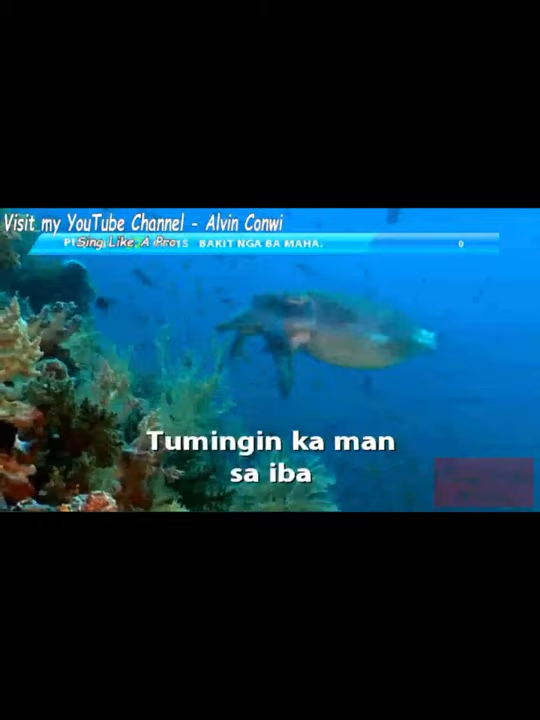 Visit my YouTube Channel - Alvin Conwi
Sing Like A Pro
BAKIT NGA BA MAHA.
0
Tumingin ka man
sa iba